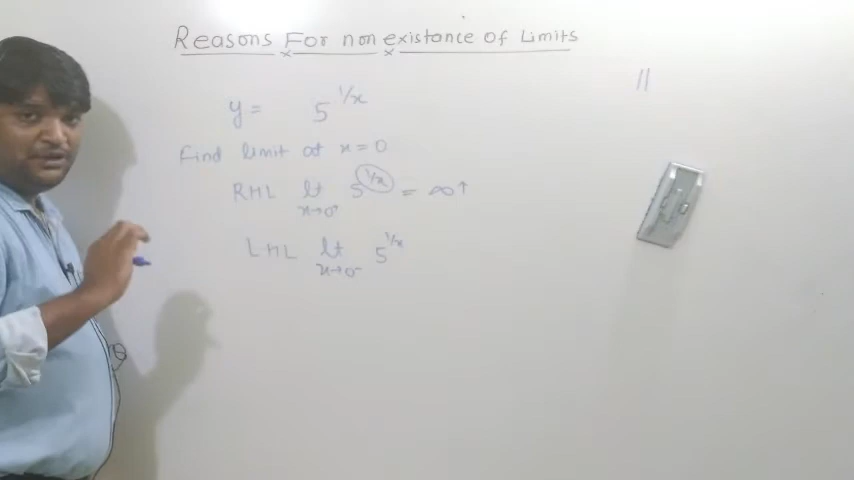 Reasons For non existance of Limits
y = 5^1/x
Find limit at x = 0
RHL lt x→0⁺ 5^1/x = ∞↑
LHL lt x→0⁻ 5^1/x